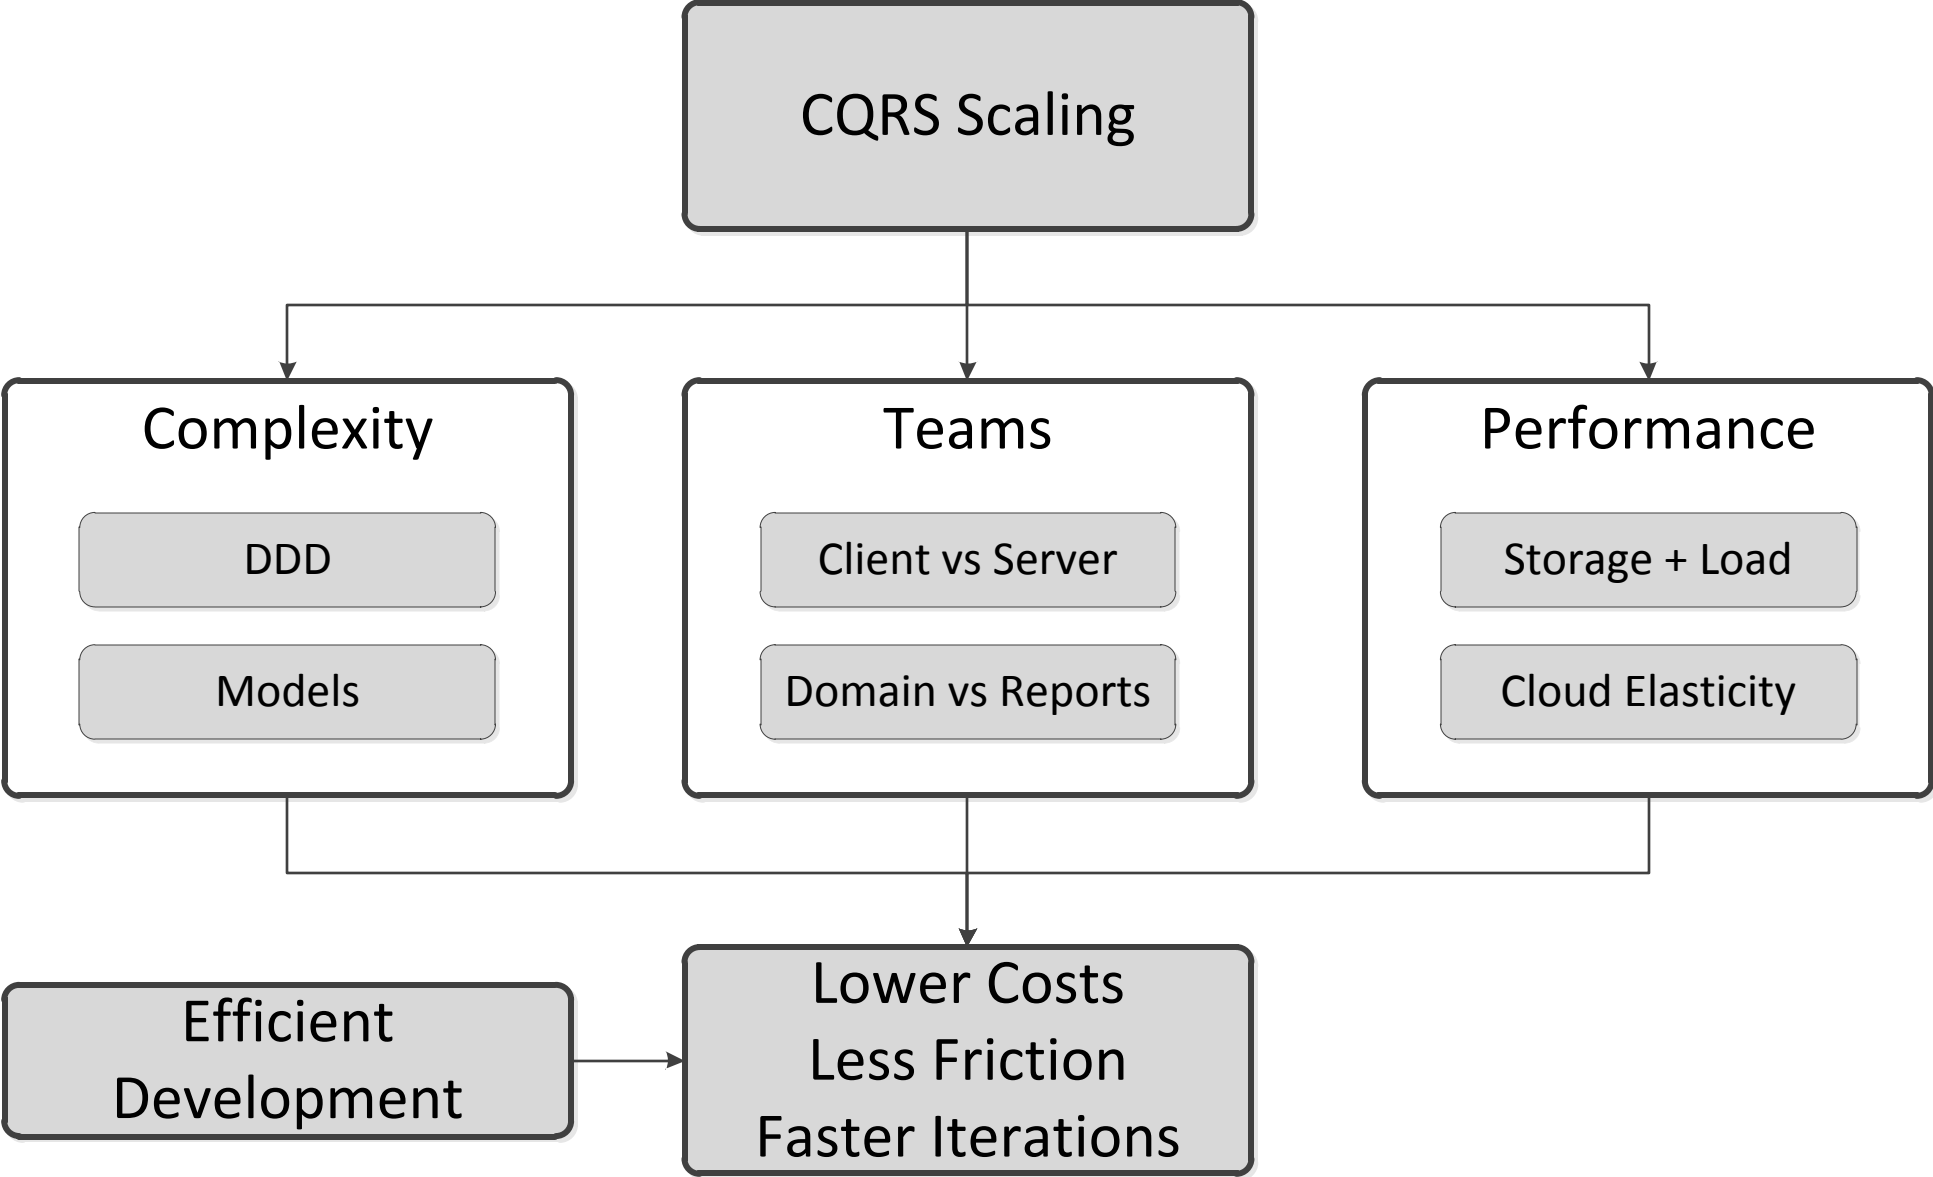 CQRS Scaling
Complexity
DDD
Models
Teams
Client vs Server
Domain vs Reports
Performance
Storage + Load
Cloud Elasticity
Efficient
Development
Lower Costs
Less Friction
Faster Iterations